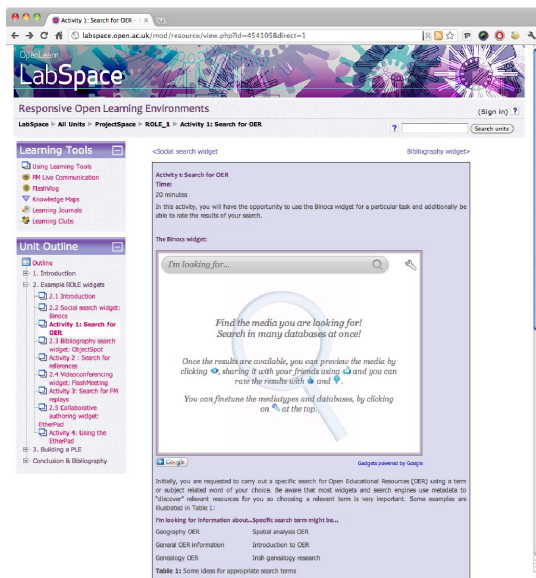 Activity 1: Search for OER -
labspace.open.ac.uk/mod/resource/view.php?id=454106&direct=1
OpenLearn
LabSpace
Responsive Open Learning Environments
(Sign in) ?
LabSpace ► All Units ► ProjectSpace ► ROLE_1 ► Activity 1: Search for OER
? Search units
Learning Tools
Using Learning Tools
FM Live Communication
FlashVlog
Knowledge Maps
Learning Journals
Learning Clubs
Unit Outline
Outline
1. Introduction
2. Example ROLE widgets
2.1 Introduction
2.2 Social search widget:
Binocs
Activity 1: Search for
OER
2.3 Bibliography search
widget: ObjectSpot
Activity 2 : Search for
references
2.4 Videoconferencing
widget: FlashMeeting
Activity 3: Search for FM
replays
2.5 Collaborative
authoring widget:
EtherPad
Activity 4: Using the
EtherPad
3. Building a PLE
Conclusion & Bibliography
<Social search widget
Bibliography widget>
Activity 1: Search for OER
Time:
20 minutes
In this activity, you will have the opportunity to use the Binocs widget for a particular task and additionally be
able to rate the results of your search.
The Binocs widget:
I'm looking for...
Find the media you are looking for!
Search in many databases at once!
Once the results are available, you can preview the media by
clicking , sharing it with your friends using and you can
rate the results with and .
You can finetune the mediatypes and databases, by clicking
on at the top.
Google
Gadgets powered by Google
Initially, you are requested to carry out a specific search for Open Educational Resources (OER) using a term
or subject related word of your choice. Be aware that most widgets and search engines use metadata to
"discover" relevant resources for you so choosing a relevant term is very important. Some examples are
illustrated in Table 1:
I'm looking for information about...Specific search term might be...
Geography OER Spatial analysis OER
General OER information Introduction to OER
Genealogy OER Irish genealogy research
Table 1: Some ideas for appropriate search terms